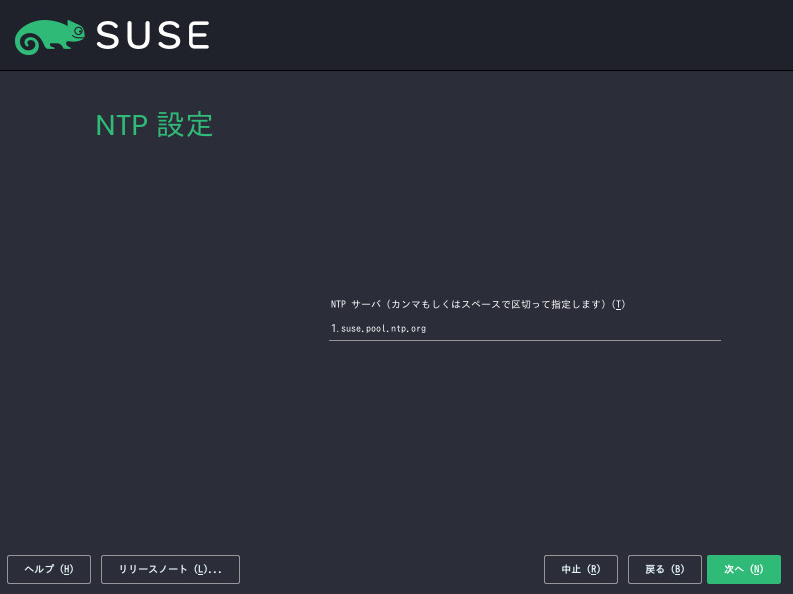 SUSE
NTP 設定
NTP サーバ（カンマもしくはスペースで区切って指定します）(T)
1.suse.pool.ntp.org
ヘルプ (H)
リリースノート (L)...
中止 (R)
戻る (B)
次へ (N)